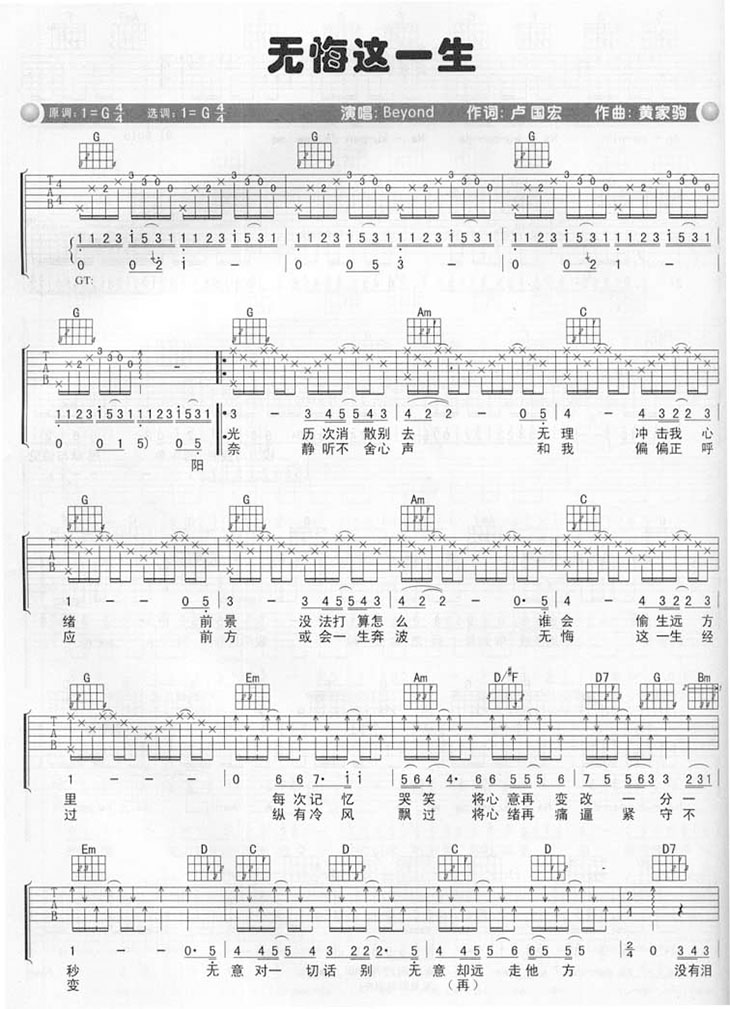 无悔这一生
原调：1=G 4/4 选调：1=G 4/4 演唱：Beyond 作词：卢国宏 作曲：黄家驹
G G G
GT:
G G Am C
光 历次消散别去 无理 冲击我心
阳 奈 静听不舍心声 和我 偏偏正呼
G G Am C
绪 前景 没法打算怎么 谁会 偷生远方
应 前方 或会一生奔波 无悔 这一生经
G Em Am D/#F D7 G Bm
里 每次记忆 哭笑 将心意再变改 一分一
过 纵有冷风 飘过 将心绪再痛逼 紧守不
Em D C D C D D7
秒 无意对一切话别 无意却远走他方 没有泪
变 （再）